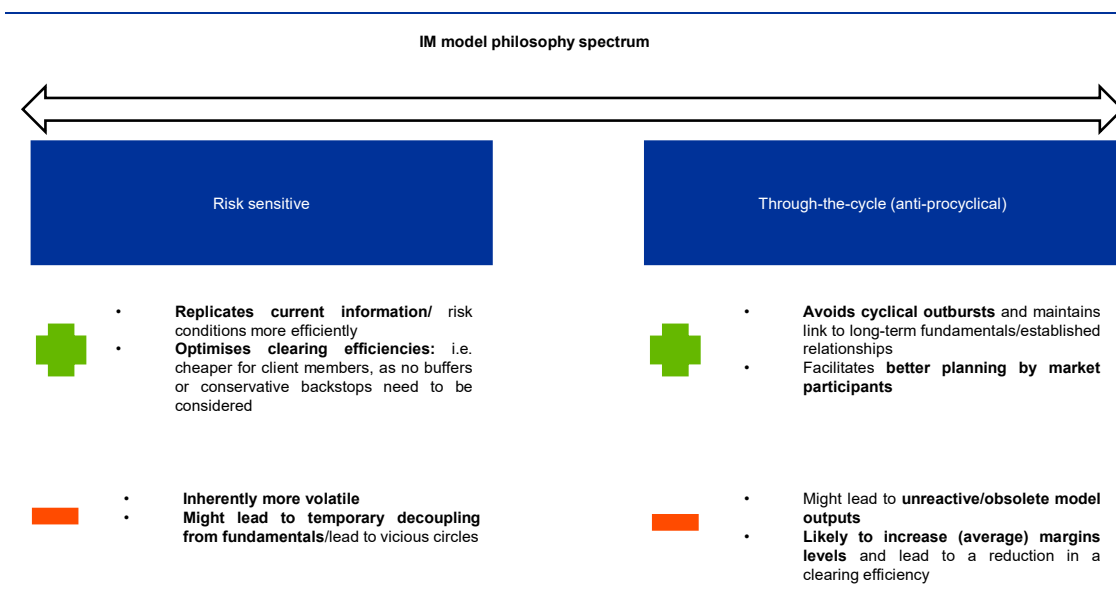 IM model philosophy spectrum
Risk sensitive
Through-the-cycle (anti-procyclical)
• Replicates current information/ risk
conditions more efficiently
• Optimises clearing efficiencies: i.e.
cheaper for client members, as no buffers
or conservative backstops need to be
considered
• Avoids cyclical outbursts and maintains
link to long-term fundamentals/established
relationships
• Facilitates better planning by market
participants
• Inherently more volatile
• Might lead to temporary decoupling
from fundamentals/lead to vicious circles
• Might lead to unreactive/obsolete model
outputs
• Likely to increase (average) margins
levels and lead to a reduction in a
clearing efficiency